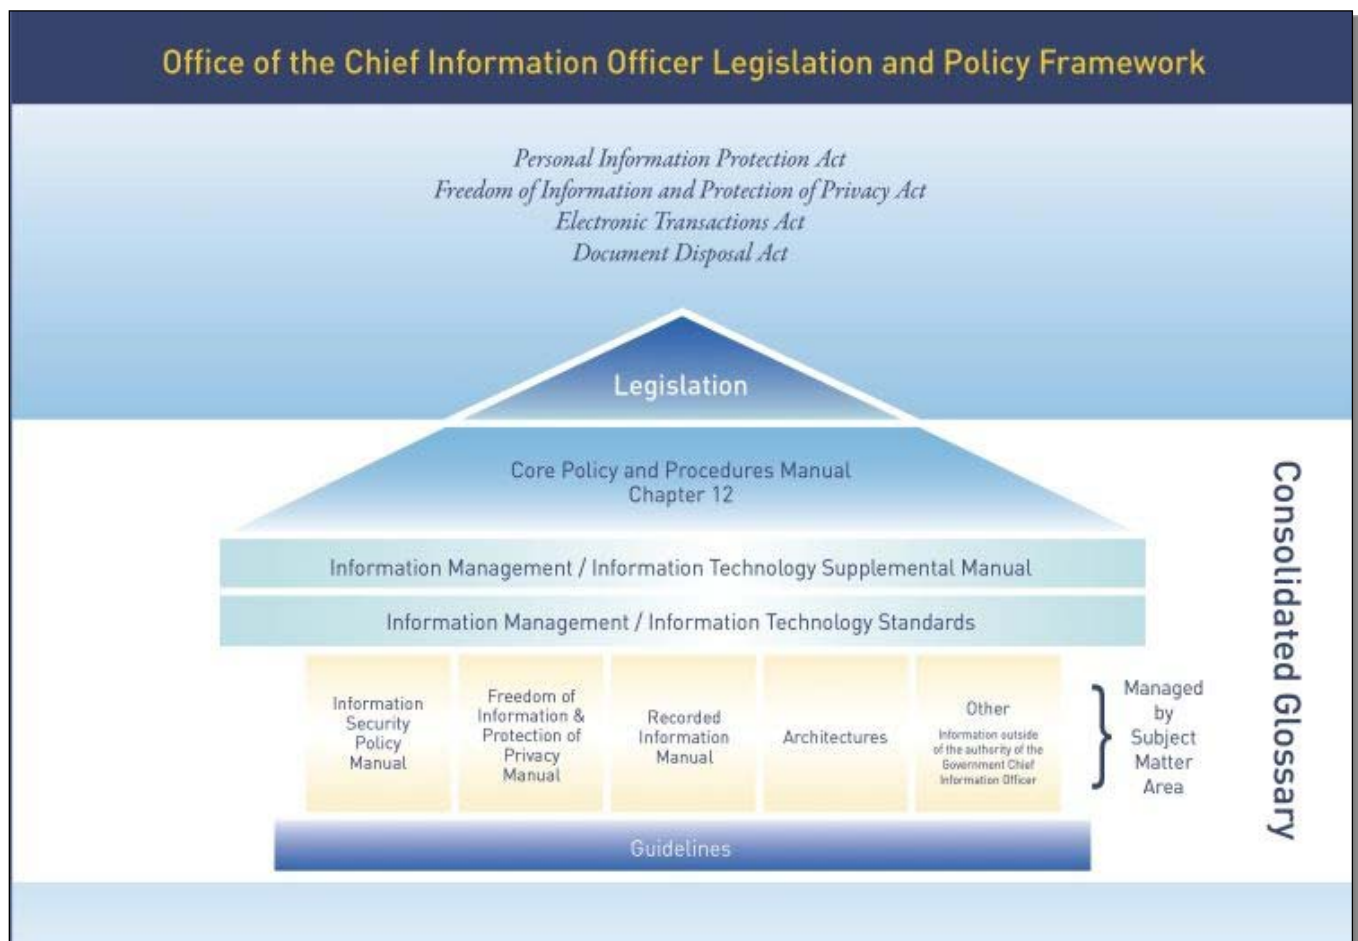 Office of the Chief Information Officer Legislation and Policy Framework
Personal Information Protection Act
Freedom of Information and Protection of Privacy Act
Electronic Transactions Act
Document Disposal Act
Legislation
Core Policy and Procedures Manual
Chapter 12
Information Management / Information Technology Supplemental Manual
Information Management / Information Technology Standards
Information
Security
Policy
Manual
Freedom of
Information &
Protection of
Privacy
Manual
Recorded
Information
Manual
Architectures
Other
Information outside
of the authority of the
Government Chief
Information Officer
Managed
by
Subject
Matter
Area
Guidelines
Consolidated Glossary